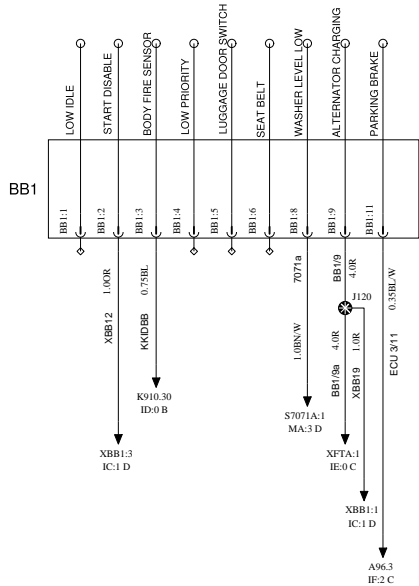 LOW IDLE
START DISABLE
BODY FIRE SENSOR
LOW PRIORITY
LUGGAGE DOOR SWITCH
SEAT BELT
WASHER LEVEL LOW
ALTERNATOR CHARGING
PARKING BRAKE
BB1
BB1:1
BB1:2
BB1:3
BB1:4
BB1:5
BB1:6
BB1:8
BB1:9
BB1:11
1.0OR
XBB12
0.75BL
KKIDBB
7071a
1.0BN/W
BB1/9
4.0R
J120
BB1/9a
4.0R
XBB19
1.0R
0.35BL/W
ECU 3/11
K910.30
ID:0 B
S7071A:1
MA:3 D
XBB1:3
IC:1 D
XFTA:1
IE:0 C
XBB1:1
IC:1 D
A96.3
IF:2 C